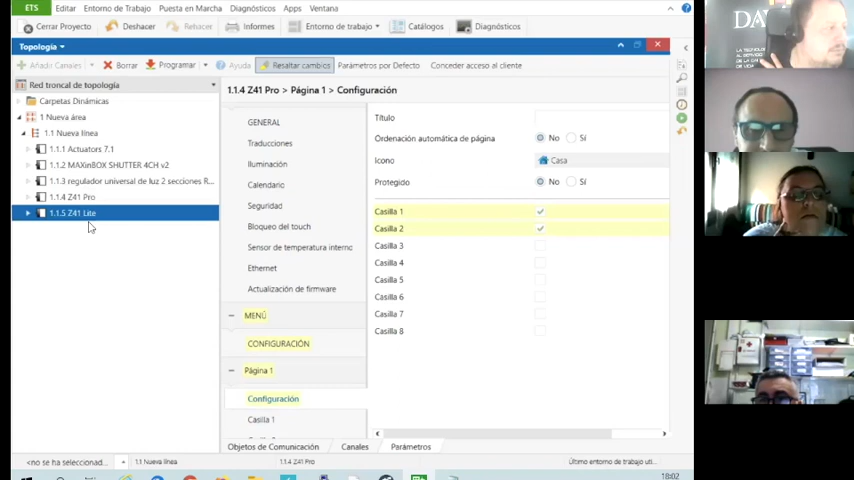 ETS Editar Entorno de Trabajo Puesta en Marcha Diagnósticos Apps Ventana
Cerrar Proyecto Deshacer Rehacer Informes Entorno de trabajo Catálogos Diagnósticos
Topología
Añadir Canales Borrar Programar Ayuda Resaltar cambios Parámetros por Defecto Conceder acceso al cliente
Red troncal de topología
Carpetas Dinámicas
1 Nueva área
1.1 Nueva línea
1.1.1 Actuators 7.1
1.1.2 MAXinBOX SHUTTER 4CH v2
1.1.3 regulador universal de luz 2 secciones R...
1.1.4 Z41 Pro
1.1.5 Z41 Lite
1.1.4 Z41 Pro > Página 1 > Configuración
GENERAL
Traducciones
Iluminación
Calendario
Seguridad
Bloqueo del touch
Sensor de temperatura interno
Ethernet
Actualización de firmware
MENÚ
CONFIGURACIÓN
Página 1
Configuración
Casilla 1
Título
Ordenación automática de página No Sí
Icono Casa
Protegido No Sí
Casilla 1
Casilla 2
Casilla 3
Casilla 4
Casilla 5
Casilla 6
Casilla 7
Casilla 8
Objetos de Comunicación Canales Parámetros
<no se ha seleccionad... 1.1 Nueva línea 1.1.4 Z41 Pro Último entorno de trabajo uti...
18:02
LA TECNOLOG